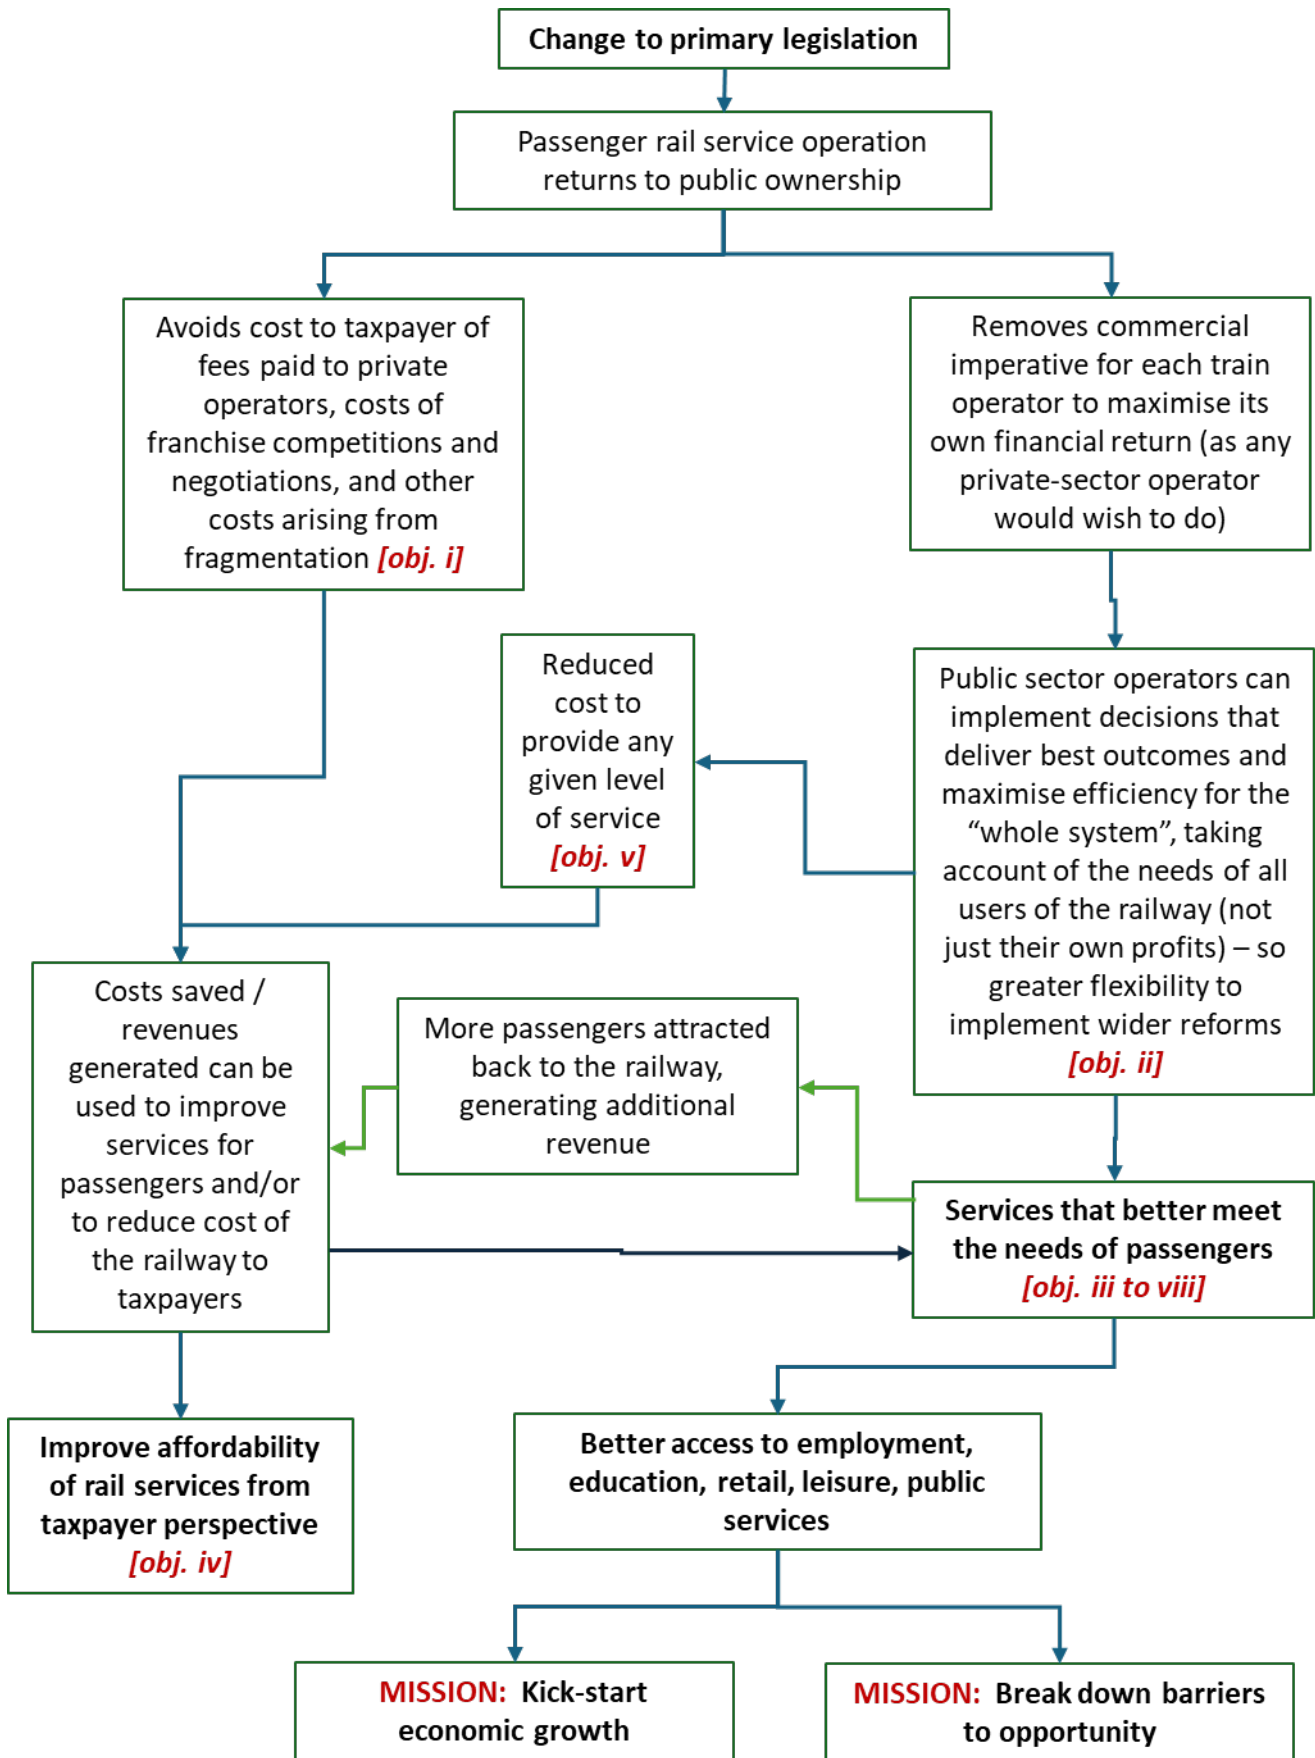 Change to primary legislation
Passenger rail service operation
returns to public ownership
Avoids cost to taxpayer of
fees paid to private
operators, costs of
franchise competitions and
negotiations, and other
costs arising from
fragmentation [obj. i]
Removes commercial
imperative for each train
operator to maximise its
own financial return (as any
private-sector operator
would wish to do)
Reduced
cost to
provide any
given level
of service
[obj. v]
Public sector operators can
implement decisions that
deliver best outcomes and
maximise efficiency for the
“whole system”, taking
account of the needs of all
users of the railway (not
just their own profits) – so
greater flexibility to
implement wider reforms
[obj. ii]
Costs saved /
revenues
generated can be
used to improve
services for
passengers and/or
to reduce cost of
the railway to
taxpayers
More passengers attracted
back to the railway,
generating additional
revenue
Services that better meet
the needs of passengers
[obj. iii to viii]
Improve affordability
of rail services from
taxpayer perspective
[obj. iv]
Better access to employment,
education, retail, leisure, public
services
MISSION: Kick-start
economic growth
MISSION: Break down barriers
to opportunity